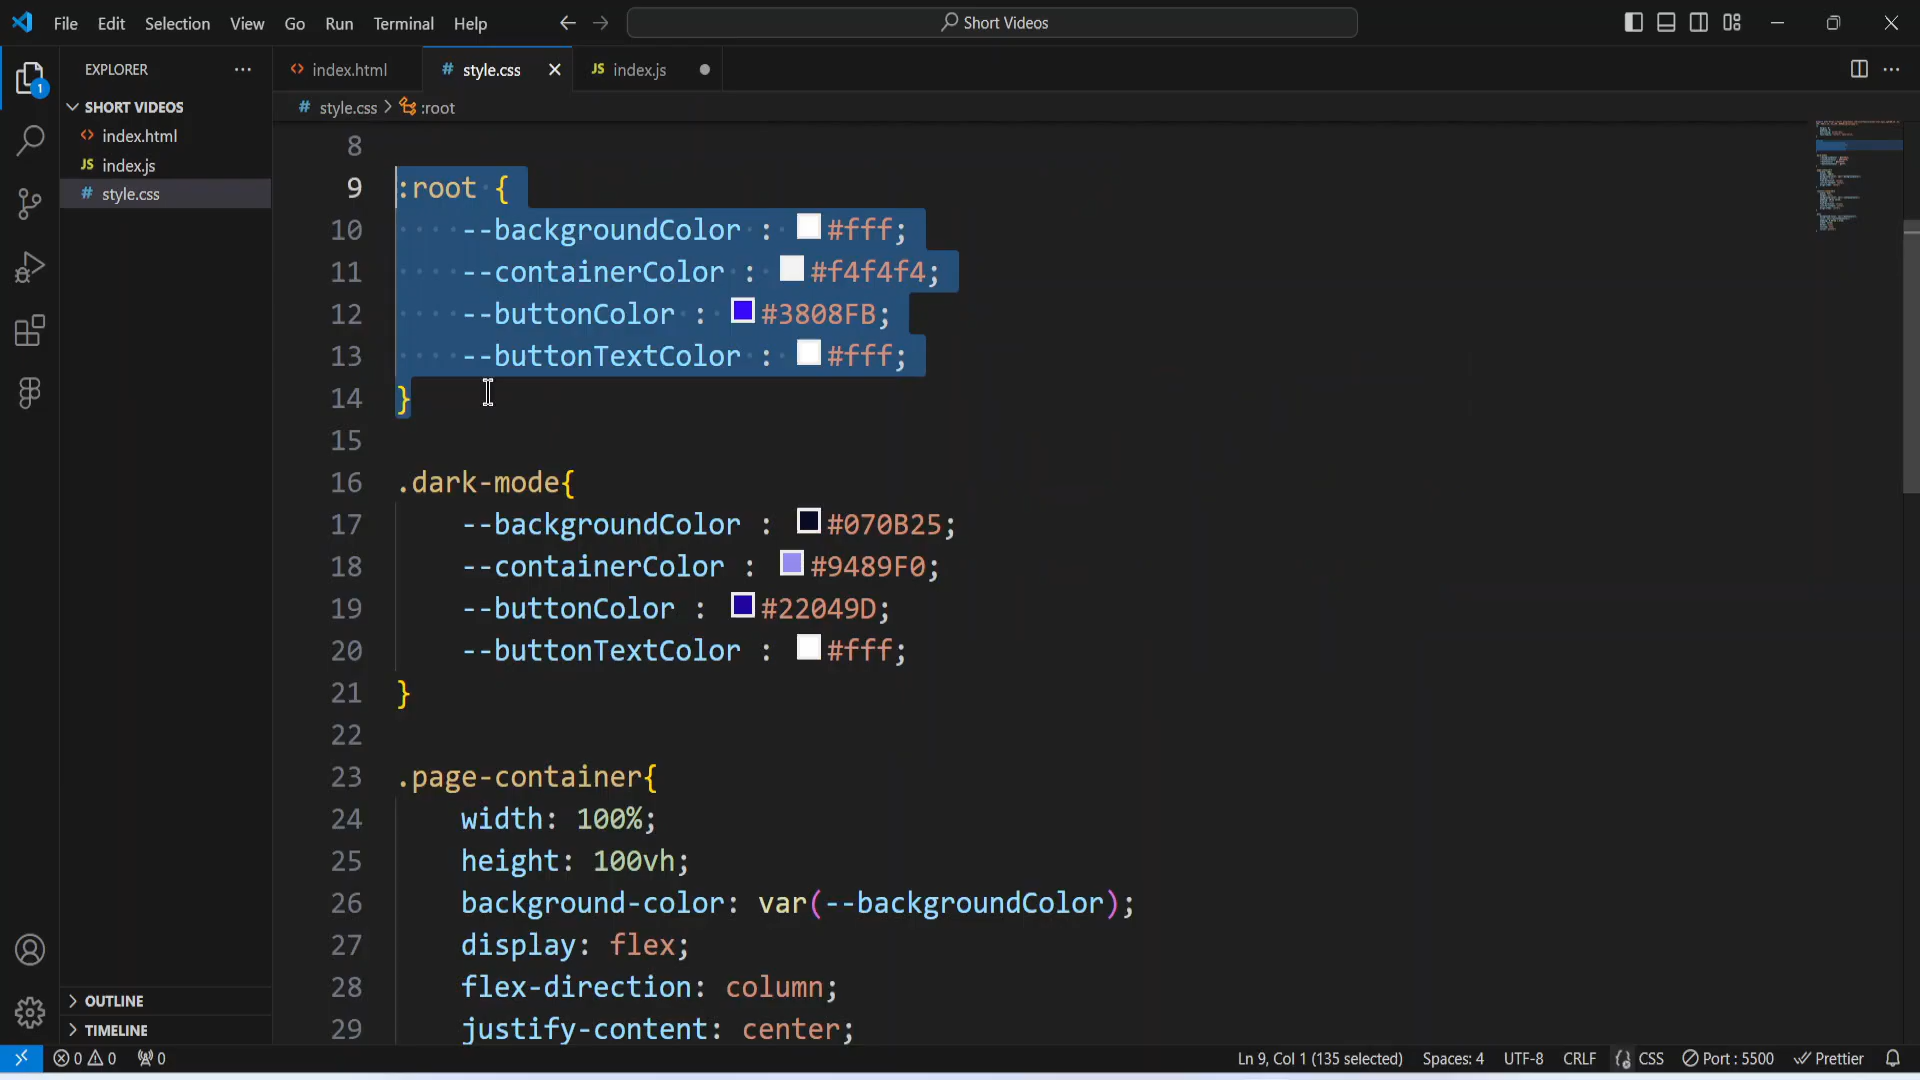 File Edit Selection View Go Run Terminal Help Short Videos
EXPLORER
index.html
style.css
index.js
SHORT VIDEOS
index.html
index.js
style.css
OUTLINE
TIMELINE
1
style.css > :root
8
9 :root {
10 --backgroundColor : #fff;
11 --containerColor : #f4f4f4;
12 --buttonColor : #3808FB;
13 --buttonTextColor : #fff;
14 }
15
16 .dark-mode{
17 --backgroundColor : #070B25;
18 --containerColor : #9489F0;
19 --buttonColor : #22049D;
20 --buttonTextColor : #fff;
21 }
22
23 .page-container{
24 width: 100%;
25 height: 100vh;
26 background-color: var(--backgroundColor);
27 display: flex;
28 flex-direction: column;
29 justify-content: center;
0 0 0 Ln 9, Col 1 (135 selected) Spaces: 4 UTF-8 CRLF CSS Port : 5500 Prettier